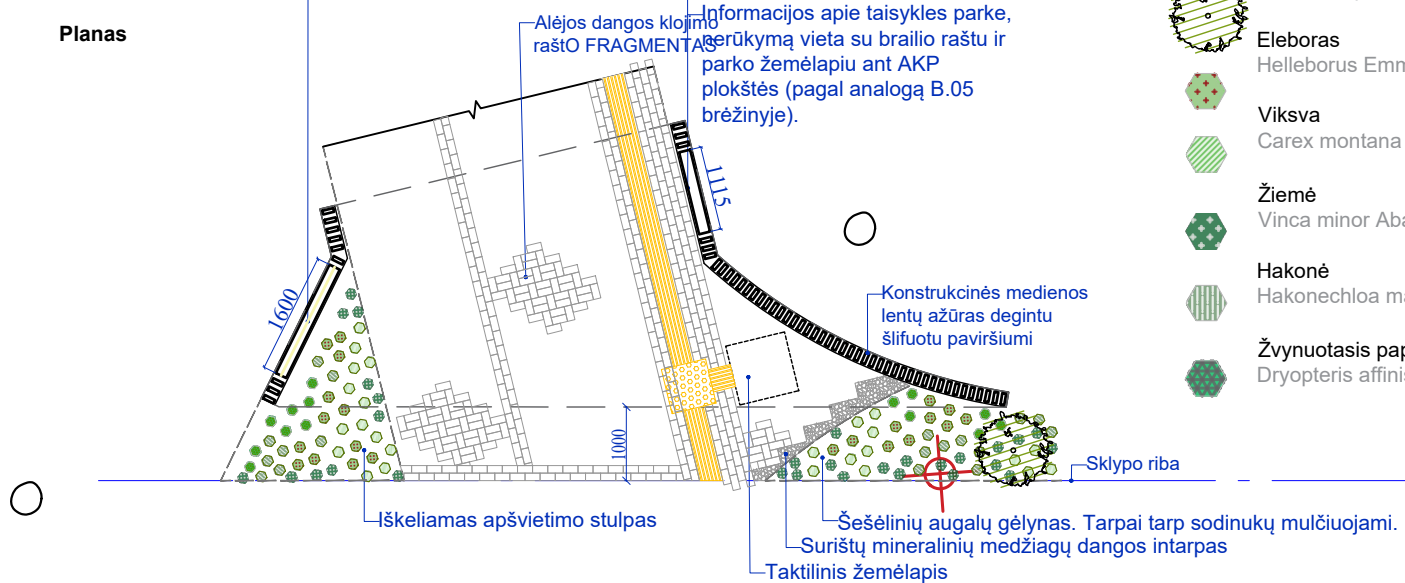 Planas
Alėjos dangos klojimo
raštO FRAGMENTAS
Informacijos apie taisykles parke,
nerūkymą vieta su brailio raštu ir
parko žemėlapiu ant AKP
plokštės (pagal analogą B.05
brėžinyje).
1115
1600
1000
Konstrukcinės medienos
lentų ažūras degintu
šlifuotu paviršiumi
Sklypo riba
Iškeliamas apšvietimo stulpas
Šešėlinių augalų gėlynas. Tarpai tarp sodinukų mulčiuojami.
Surištų mineralinių medžiagų dangos intarpas
Taktilinis žemėlapis
Eleboras
Helleborus Emm
Viksva
Carex montana
Žiemė
Vinca minor Aba
Hakonė
Hakonechloa ma
Žvynuotasis pap
Dryopteris affinis